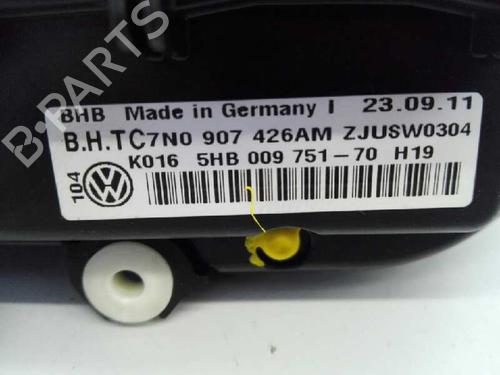 B-PARTS
BHB Made in Germany I 23.09.11
B.H.TC7N0 907 426AM ZJUSW0304
K016 5HB 009 751-70 H19
104